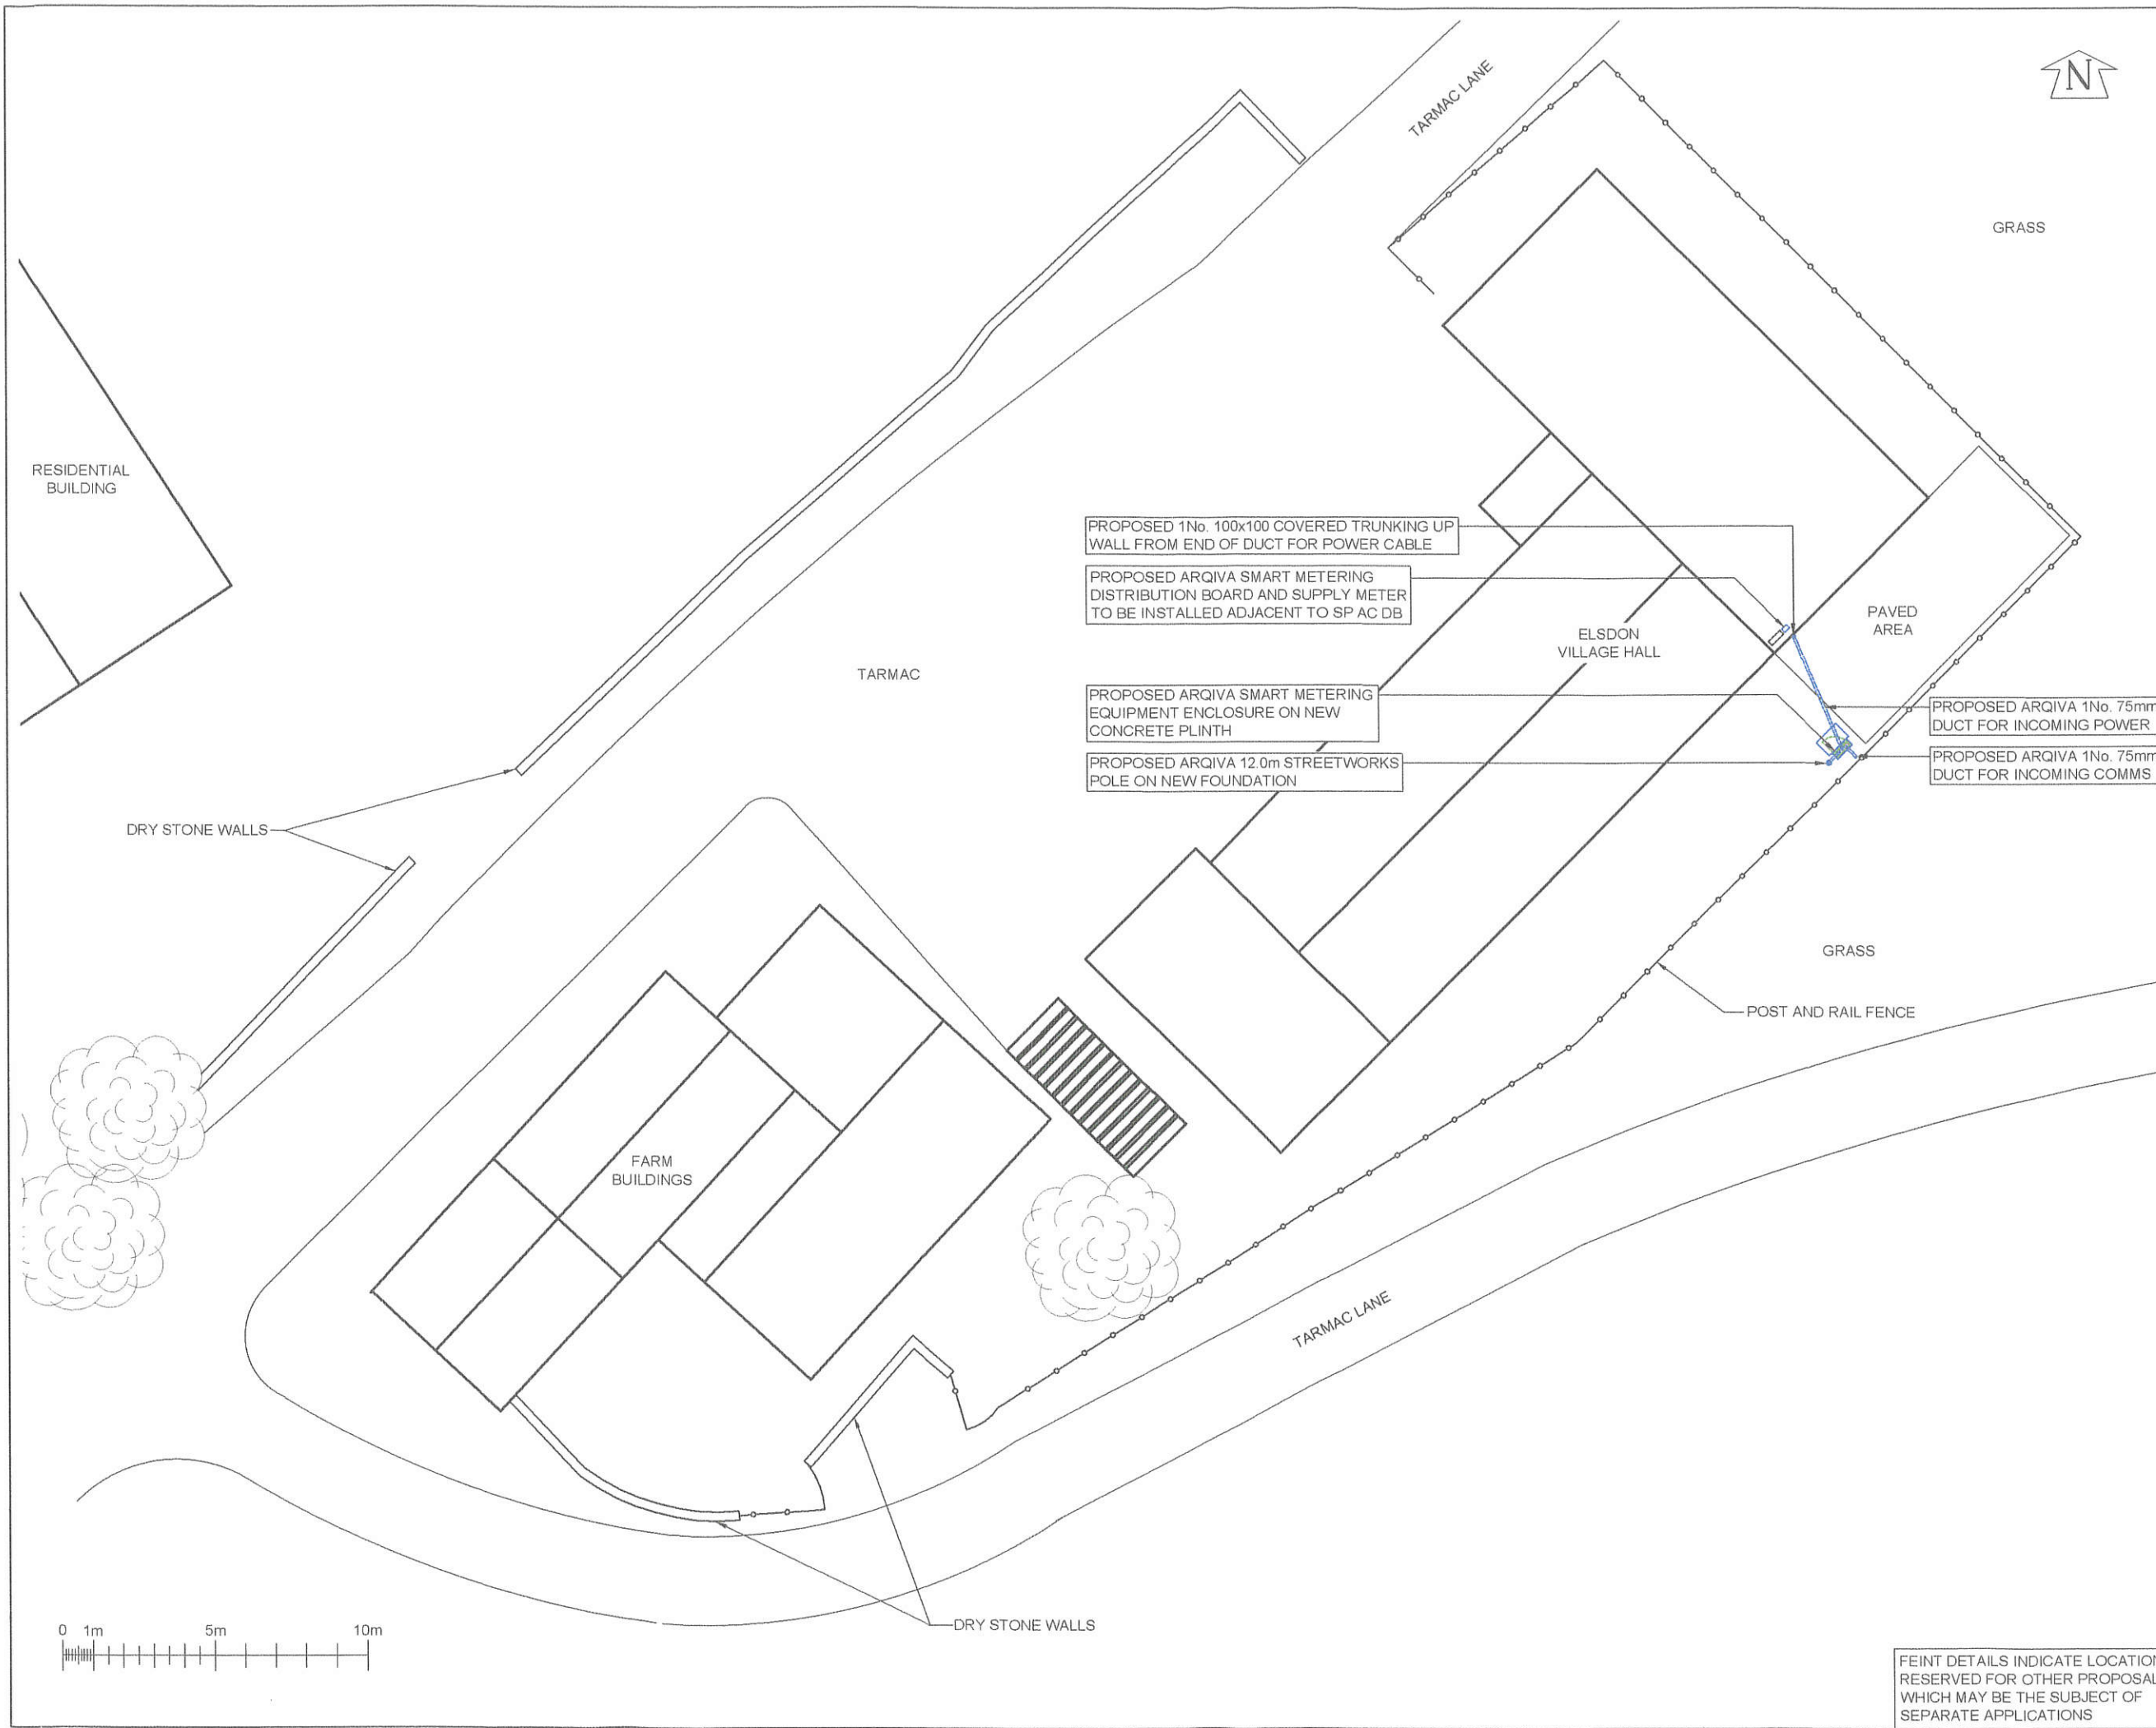 TARMAC LANE
N
GRASS
RESIDENTIAL
BUILDING
PROPOSED 1No. 100x100 COVERED TRUNKING UP
WALL FROM END OF DUCT FOR POWER CABLE
PROPOSED ARQIVA SMART METERING
DISTRIBUTION BOARD AND SUPPLY METER
TO BE INSTALLED ADJACENT TO SP AC DB
ELSDON
VILLAGE HALL
PAVED
AREA
TARMAC
PROPOSED ARQIVA SMART METERING
EQUIPMENT ENCLOSURE ON NEW
CONCRETE PLINTH
PROPOSED ARQIVA 1No. 75mm
DUCT FOR INCOMING POWER
PROPOSED ARQIVA 12.0m STREETWORKS
POLE ON NEW FOUNDATION
PROPOSED ARQIVA 1No. 75mm
DUCT FOR INCOMING COMMS
DRY STONE WALLS
GRASS
POST AND RAIL FENCE
FARM
BUILDINGS
TARMAC LANE
DRY STONE WALLS
0 1m 5m 10m
FEINT DETAILS INDICATE LOCATION
RESERVED FOR OTHER PROPOSAL
WHICH MAY BE THE SUBJECT OF
SEPARATE APPLICATIONS